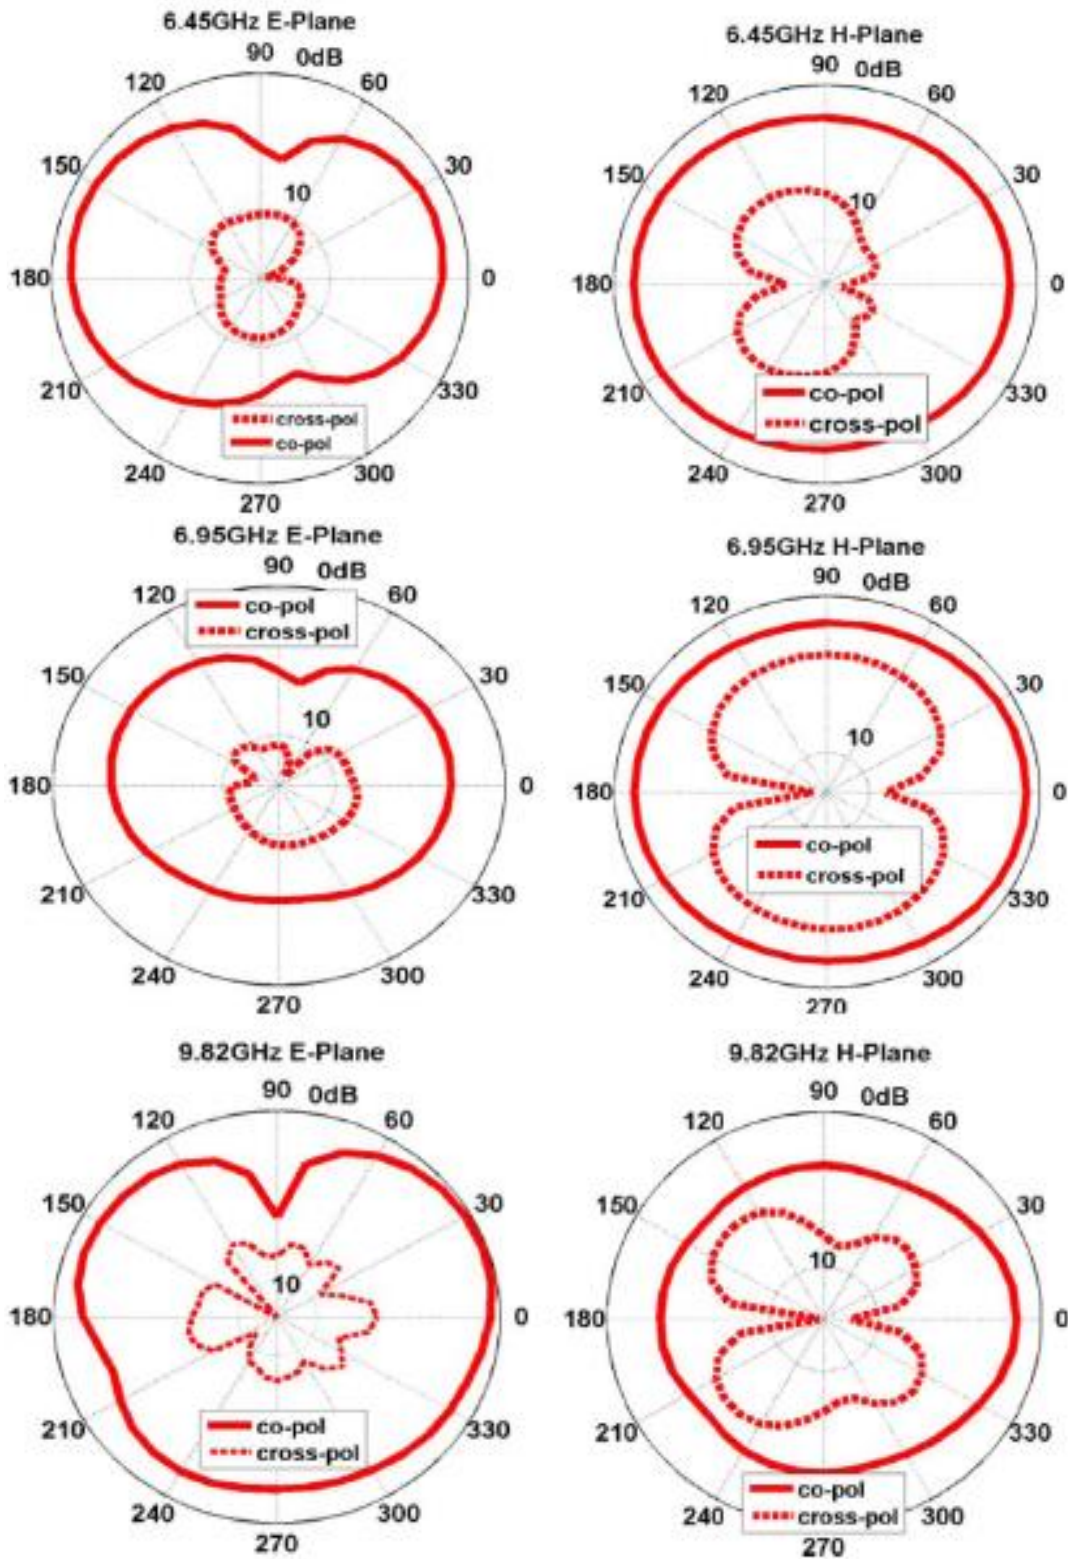 6.45GHz E-Plane
90 0dB
120 60
150 30
10
180 0
210 330
cross-pol
co-pol
240 300
270
6.45GHz H-Plane
90 0dB
120 60
150 30
10
180 0
210 330
co-pol
cross-pol
240 300
270
6.95GHz E-Plane
90 0dB
120 60
co-pol
cross-pol
150 30
10
180 0
210 330
240 300
270
6.95GHz H-Plane
90 0dB
120 60
150 30
10
180 0
co-pol
cross-pol
210 330
240 300
270
9.82GHz E-Plane
90 0dB
120 60
150 30
10
180 0
210 330
co-pol
cross-pol
240 300
270
9.82GHz H-Plane
90 0dB
120 60
150 30
10
180 0
210 330
co-pol
cross-pol
240 300
270